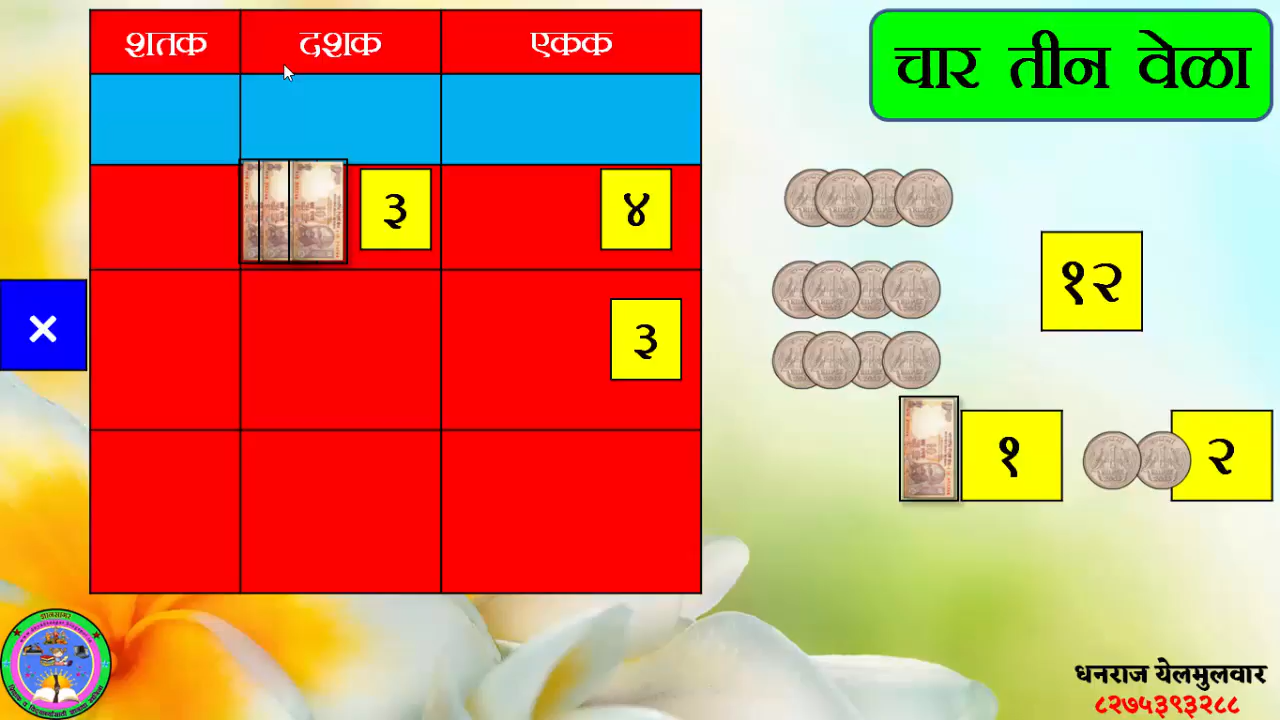 शतक दशक एकक
चार तीन वेळा
३ ४
×
३
१२
१ २
धनराज येलमुलवार
८२७५३९३२८८